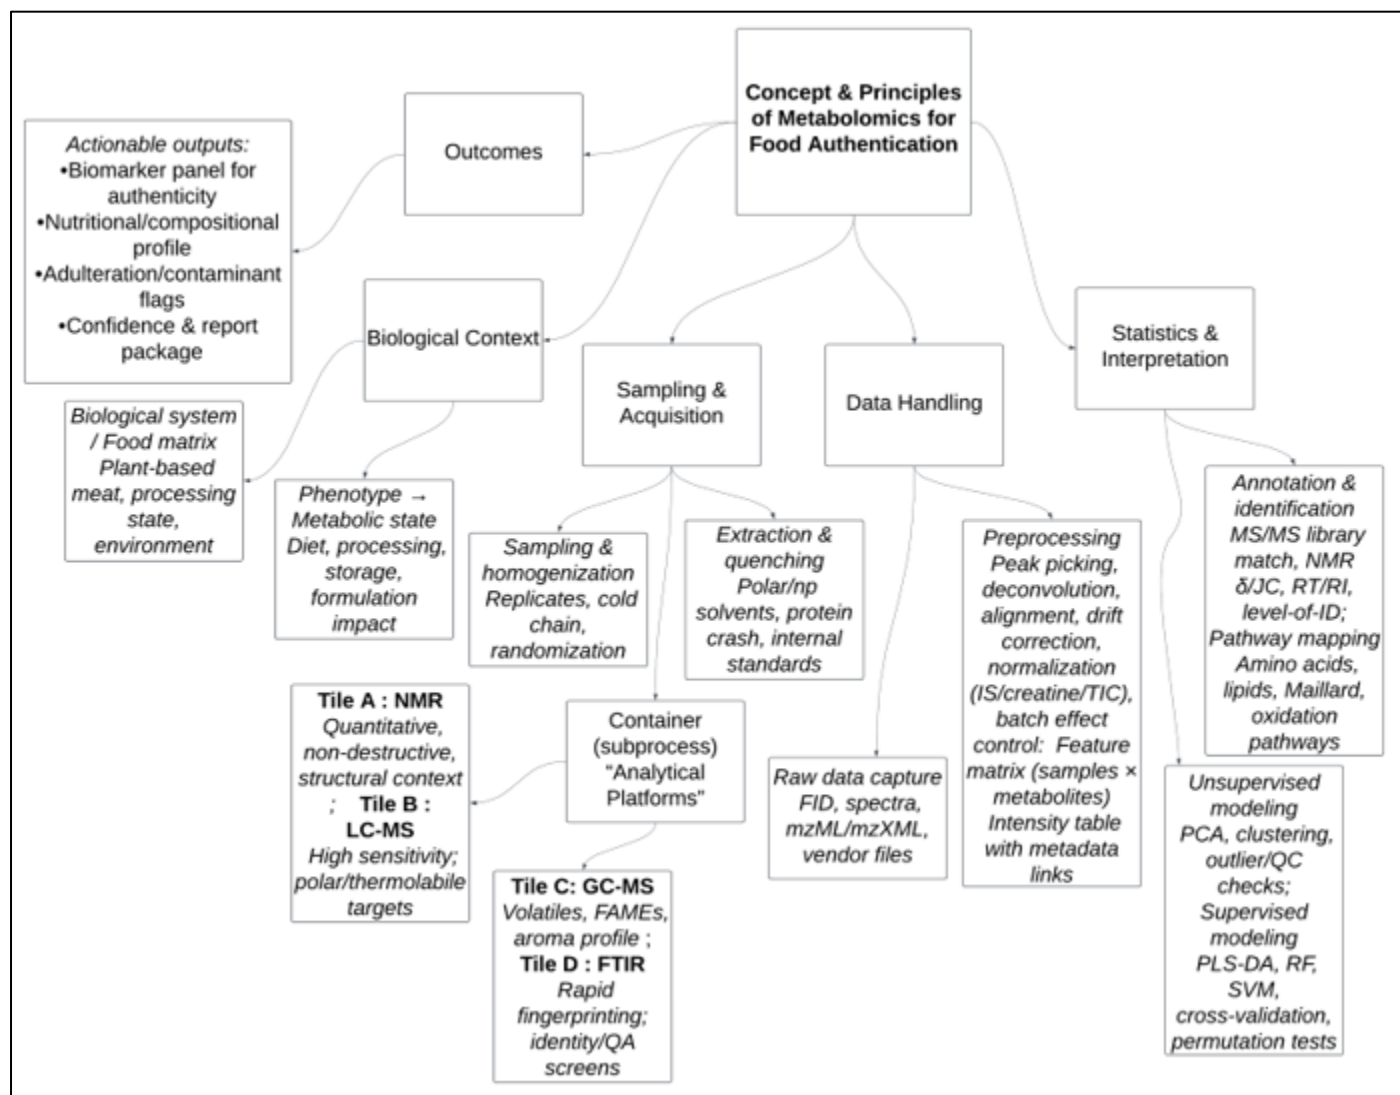 Concept & Principles
of Metabolomics for
Food Authentication
Outcomes
Actionable outputs:
•Biomarker panel for
authenticity
•Nutritional/compositional
profile
•Adulteration/contaminant
flags
•Confidence & report
package
Biological Context
Biological system
/ Food matrix
Plant-based
meat, processing
state,
environment
Phenotype →
Metabolic state
Diet, processing,
storage,
formulation
impact
Sampling &
Acquisition
Sampling &
homogenization
Replicates, cold
chain,
randomization
Extraction &
quenching
Polar/np
solvents, protein
crash, internal
standards
Container
(subprocess)
"Analytical
Platforms"
Tile A : NMR
Quantitative,
non-destructive,
structural context
; Tile B :
LC-MS
High sensitivity;
polar/thermolabile
targets
Tile C: GC-MS
Volatiles, FAMEs,
aroma profile ;
Tile D : FTIR
Rapid
fingerprinting;
identity/QA
screens
Data Handling
Raw data capture
FID, spectra,
mzML/mzXML,
vendor files
Preprocessing
Peak picking,
deconvolution,
alignment, drift
correction,
normalization
(IS/creatine/TIC),
batch effect
control: Feature
matrix (samples ×
metabolites)
Intensity table
with metadata
links
Statistics &
Interpretation
Annotation &
identification
MS/MS library
match, NMR
δ/JC, RT/RI,
level-of-ID;
Pathway mapping
Amino acids,
lipids, Maillard,
oxidation
pathways
Unsupervised
modeling
PCA, clustering,
outlier/QC
checks;
Supervised
modeling
PLS-DA, RF,
SVM,
cross-validation,
permutation tests